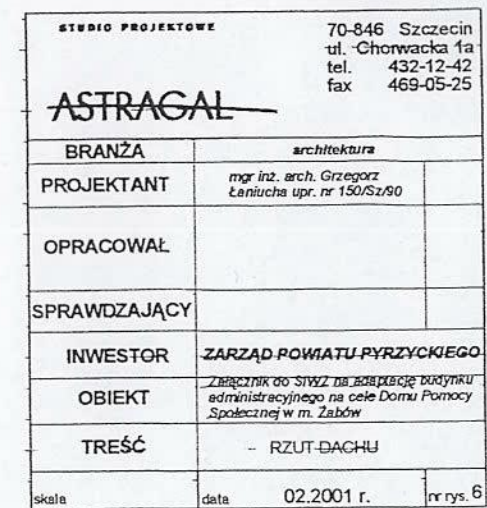 STUDIO PROJEKTOWE
70-846 Szczecin
ul. Chorwacka 1a
tel. 432-12-42
fax 469-05-25
ASTRAGAL
BRANŻA architektura
PROJEKTANT mgr inż. arch. Grzegorz
Łaniucha upr. nr 150/Sz/90
OPRACOWAŁ
SPRAWDZAJĄCY
INWESTOR ZARZĄD POWIATU PYRZYCKIEGO
OBIEKT Załącznik do SIWZ na adaptację budynku
administracyjnego na cele Domu Pomocy
Społecznej w m. Żabów
TREŚĆ - RZUT DACHU
skala data 02.2001 r. nr rys. 6